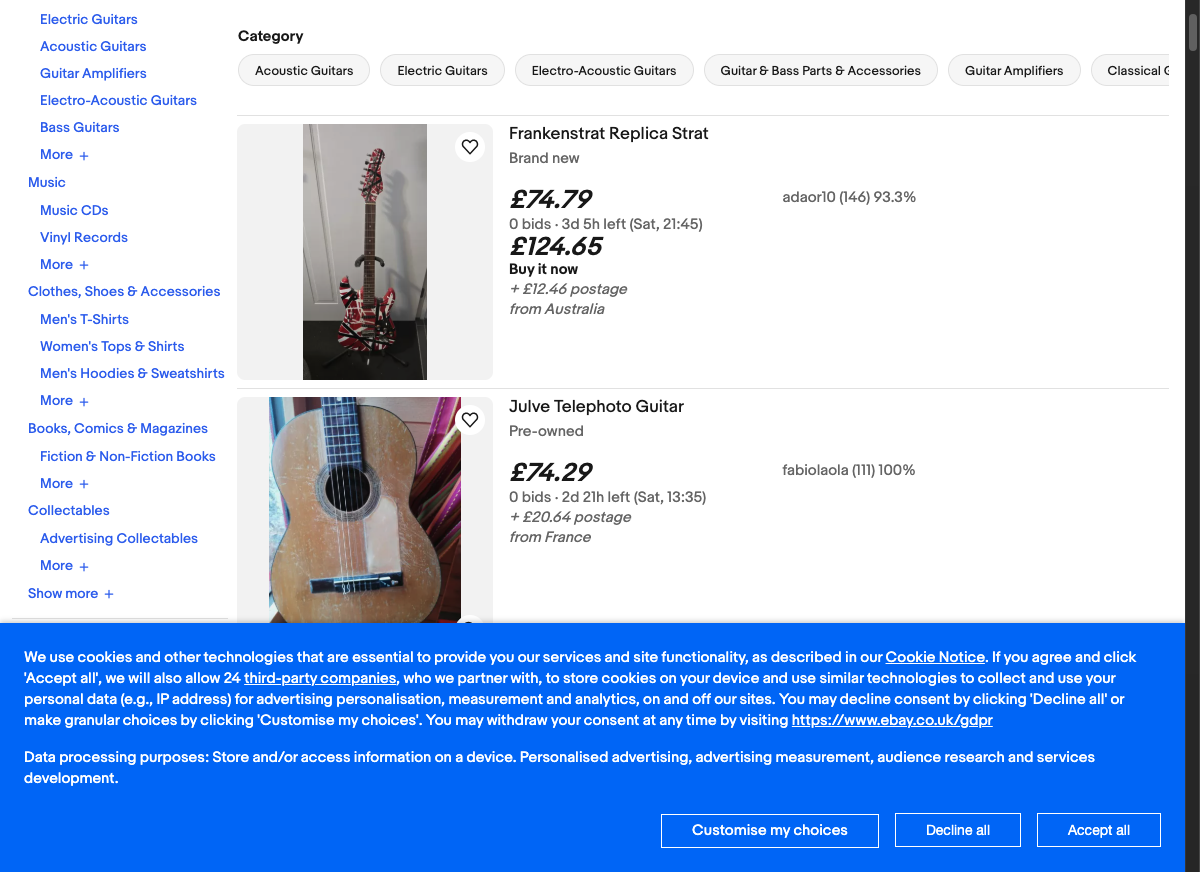 Electric Guitars
Acoustic Guitars
Guitar Amplifiers
Electro-Acoustic Guitars
Bass Guitars
More +
Music
Music CDs
Vinyl Records
More +
Clothes, Shoes & Accessories
Men's T-Shirts
Women's Tops & Shirts
Men's Hoodies & Sweatshirts
More +
Books, Comics & Magazines
Fiction & Non-Fiction Books
More +
Collectables
Advertising Collectables
More +
Show more +
Category
Acoustic Guitars
Electric Guitars
Electro-Acoustic Guitars
Guitar & Bass Parts & Accessories
Guitar Amplifiers
Classical G
Frankenstrat Replica Strat
Brand new
£74.79
adaor10 (146) 93.3%
0 bids · 3d 5h left (Sat, 21:45)
£124.65
Buy it now
+ £12.46 postage
from Australia
Julve Telephoto Guitar
Pre-owned
£74.29
fabiolaola (111) 100%
0 bids · 2d 21h left (Sat, 13:35)
+ £20.64 postage
from France
We use cookies and other technologies that are essential to provide you our services and site functionality, as described in our Cookie Notice. If you agree and click
'Accept all', we will also allow 24 third-party companies, who we partner with, to store cookies on your device and use similar technologies to collect and use your
personal data (e.g., IP address) for advertising personalisation, measurement and analytics, on and off our sites. You may decline consent by clicking 'Decline all' or
make granular choices by clicking 'Customise my choices'. You may withdraw your consent at any time by visiting https://www.ebay.co.uk/gdpr
Data processing purposes: Store and/or access information on a device. Personalised advertising, advertising measurement, audience research and services
development.
Customise my choices
Decline all
Accept all